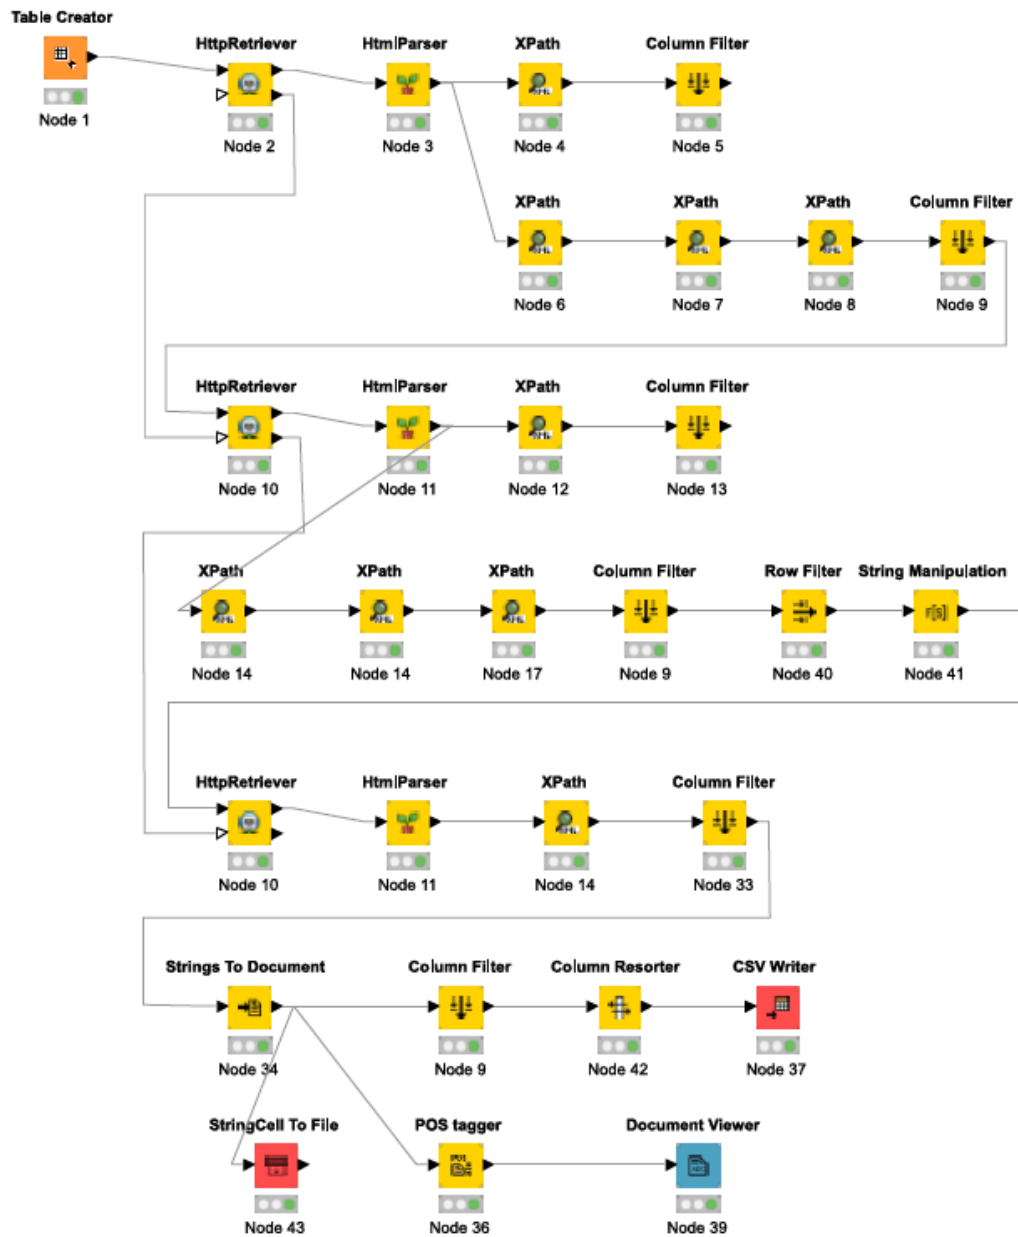 Table Creator
HttpRetriever
HtmlParser
XPath
Column Filter
Node 1
Node 2
Node 3
Node 4
Node 5
XPath
XPath
XPath
Column Filter
Node 6
Node 7
Node 8
Node 9
HttpRetriever
HtmlParser
XPath
Column Filter
Node 10
Node 11
Node 12
Node 13
XPath
XPath
XPath
Column Filter
Row Filter
String Manipulation
Node 14
Node 14
Node 17
Node 9
Node 40
Node 41
HttpRetriever
HtmlParser
XPath
Column Filter
Node 10
Node 11
Node 14
Node 33
Strings To Document
Column Filter
Column Resorter
CSV Writer
Node 34
Node 9
Node 42
Node 37
StringCell To File
POS tagger
Document Viewer
Node 43
Node 36
Node 39